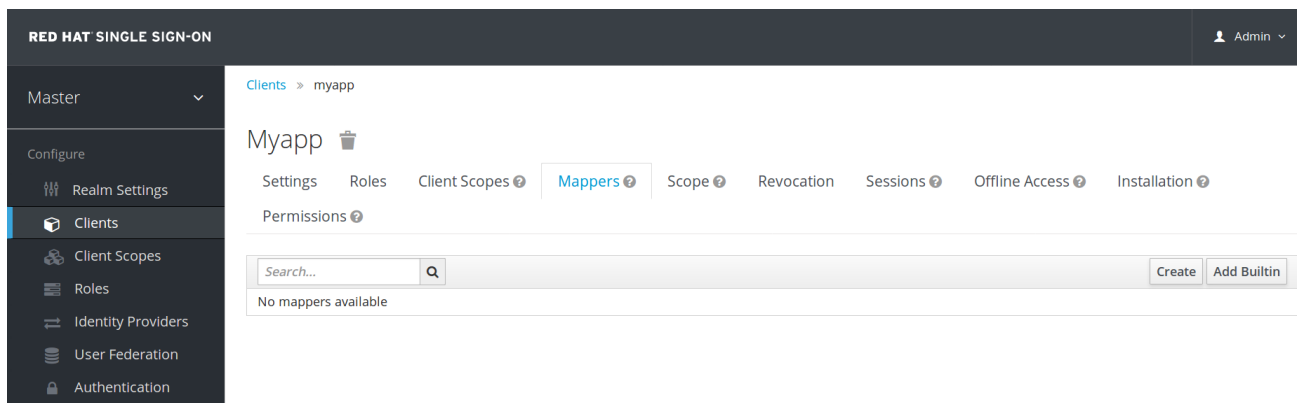 RED HAT SINGLE SIGN-ON
Admin
Master
Clients » myapp
Myapp
Configure
Realm Settings
Clients
Client Scopes
Roles
Identity Providers
User Federation
Authentication
Settings Roles Client Scopes Mappers Scope Revocation Sessions Offline Access Installation
Permissions
Search...
Create Add Builtin
No mappers available